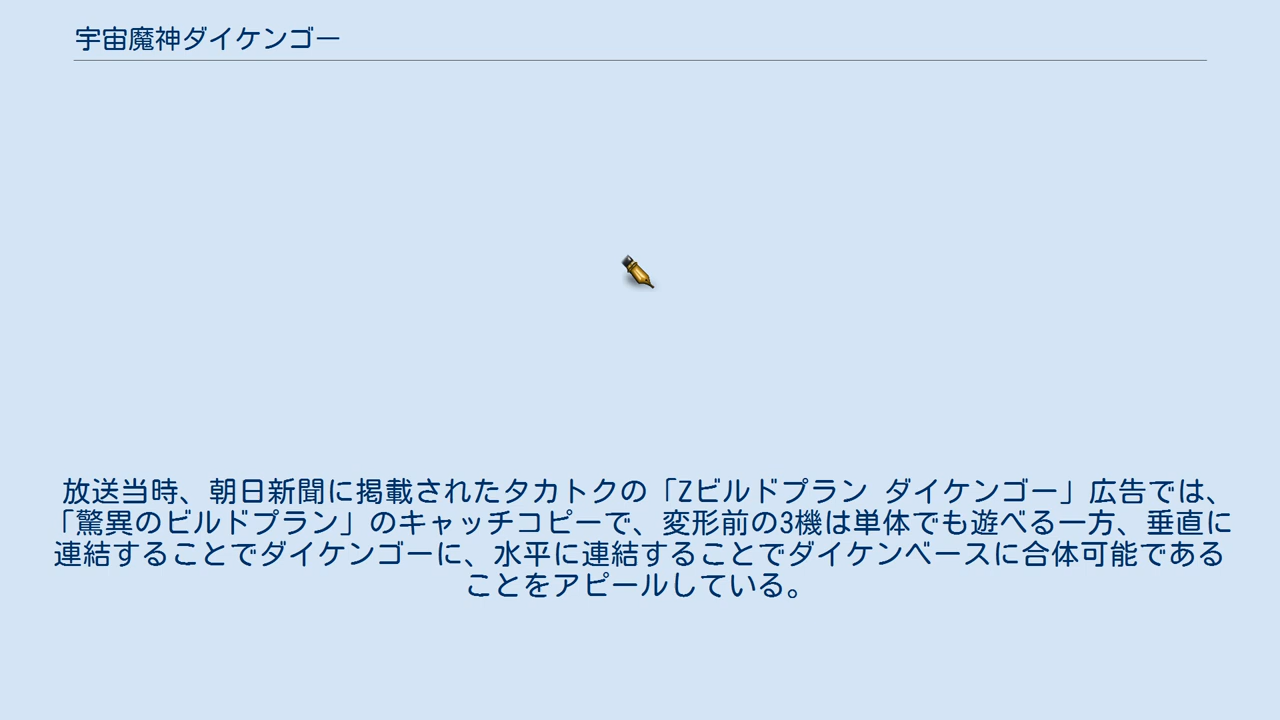 宇宙魔神ダイケンゴー
放送当時、朝日新聞に掲載されたタカトクの「Zビルドプラン ダイケンゴー」広告では、
「驚異のビルドプラン」のキャッチコピーで、変形前の3機は単体でも遊べる一方、垂直に
連結することでダイケンゴーに、水平に連結することでダイケンベースに合体可能である
ことをアピールしている。